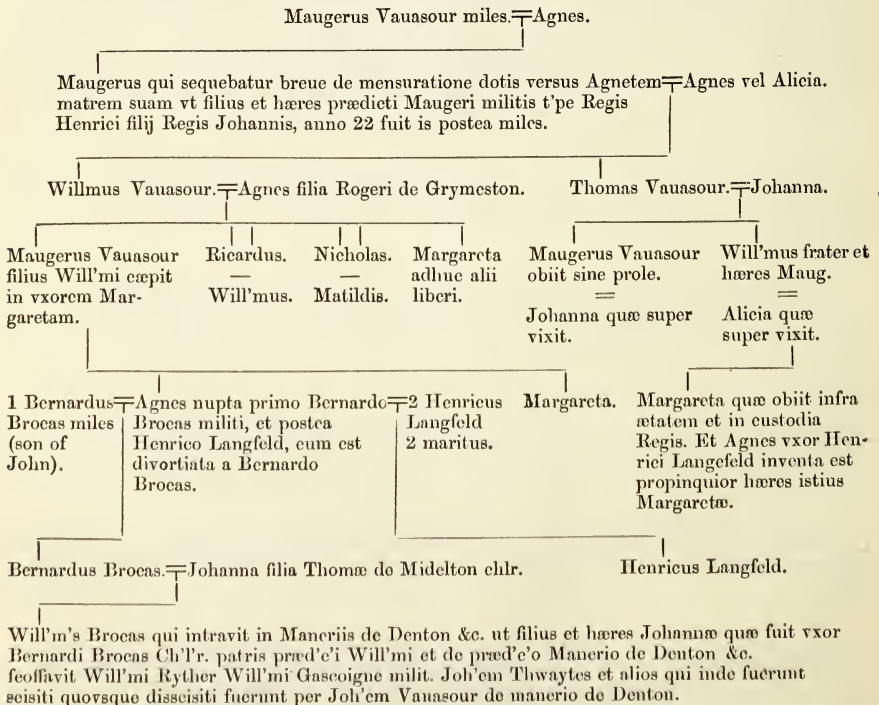 Maugerus Vauasour miles.=Agnes.
Maugerus qui sequebatur breue de mensuratione dotis versus Agnetem=Agnes vel Alicia.
matrem suam vt filius et hæres prædicti Maugeri militis t'pe Regis
Henrici filij Regis Johannis, anno 22 fuit is postea miles.
Willmus Vauasour.=Agnes filia Rogeri de Grymeston.
Thomas Vauasour.=Johanna.
Maugerus Vauasour
filius Will'mi cæpit
in vxorem Mar-
garetam.
Ricardus.
—
Will'mus.
Nicholas.
—
Matildis.
Margareta
adhuc alii
liberi.
Maugerus Vauasour
obiit sine prole.
=
Johanna quæ super
vixit.
Will'mus frater et
hæres Maug.
=
Alicia quæ
super vixit.
1 Bernardus=
Brocas miles
(son of
John).
Agnes nupta primo Bernardo=
Brocas militi, et postea
Henrico Langfeld, cum est
divortiata a Bernardo
Brocas.
2 Henricus
Langfeld
2 maritus.
Margareta.
Margareta quæ obiit infra
ætatem et in custodia
Regis. Et Agnes vxor Hen-
rici Langefeld inventa est
propinquior hæres istius
Margaretæ.
Bernardus Brocas.=Johanna filia Thomæ de Midelton chlr.
Henricus Langfeld.
Will'm's Brocas qui intravit in Maneriis de Denton &c. ut filius et hæres Johannæ quæ fuit vxor
Bernardi Brocas Ch'l'r. patris præd'c'i Will'mi et de præd'c'o Manerio de Denton &c.
feoffavit Will'mi Ryther Will'mi Gascoigne milit. Joh'em Thwaytes et alios qui inde fuerunt
seisiti quovsque disseisiti fuerunt per Joh'em Vauasour de manerio de Denton.